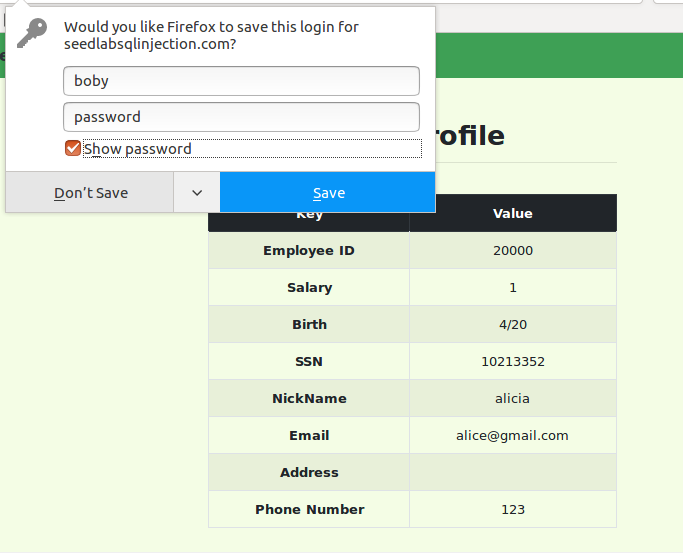 Would you like Firefox to save this login for
seedlabsqlinjection.com?
boby
password
Show password
Don't Save
Save
rofile
Key Value
Employee ID 20000
Salary 1
Birth 4/20
SSN 10213352
NickName alicia
Email alice@gmail.com
Address
Phone Number 123